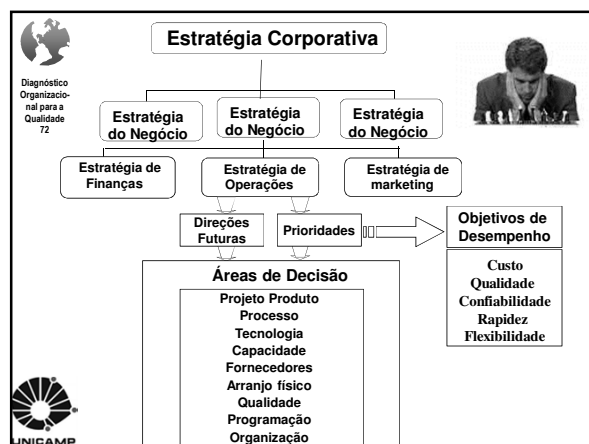 Estratégia Corporativa
Diagnóstico
Organizacio-
nal para a
Qualidade
72
Estratégia
do Negócio
Estratégia
do Negócio
Estratégia
do Negócio
Estratégia de
Finanças
Estratégia de
Operações
Estratégia de
marketing
Direções
Futuras
Prioridades
Objetivos de
Desempenho
Custo
Qualidade
Confiabilidade
Rapidez
Flexibilidade
Áreas de Decisão
Projeto Produto
Processo
Tecnologia
Capacidade
Fornecedores
Arranjo físico
Qualidade
Programação
Organização
UNICAMP